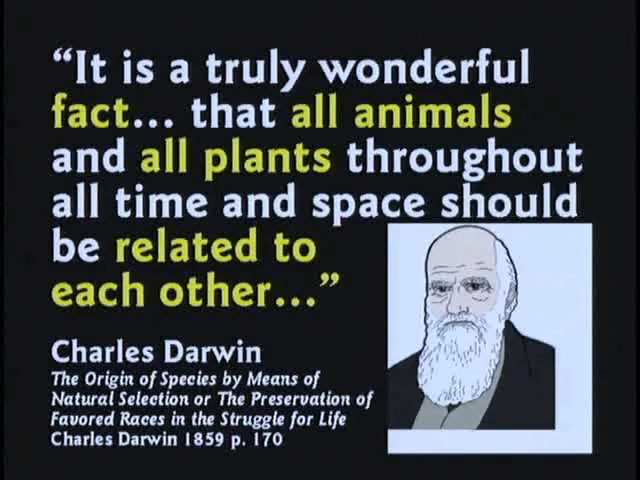 “It is a truly wonderful
fact... that all animals
and all plants throughout
all time and space should
be related to
each other...”
Charles Darwin
The Origin of Species by Means of
Natural Selection or The Preservation of
Favored Races in the Struggle for Life
Charles Darwin 1859 p. 170